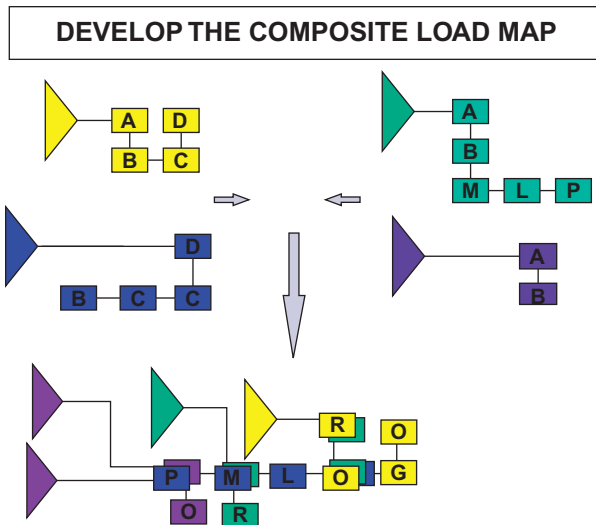 DEVELOP THE COMPOSITE LOAD MAP
A D
B C
A
B
M L P
D
B C C
A
B
R O
P M L O G
O R